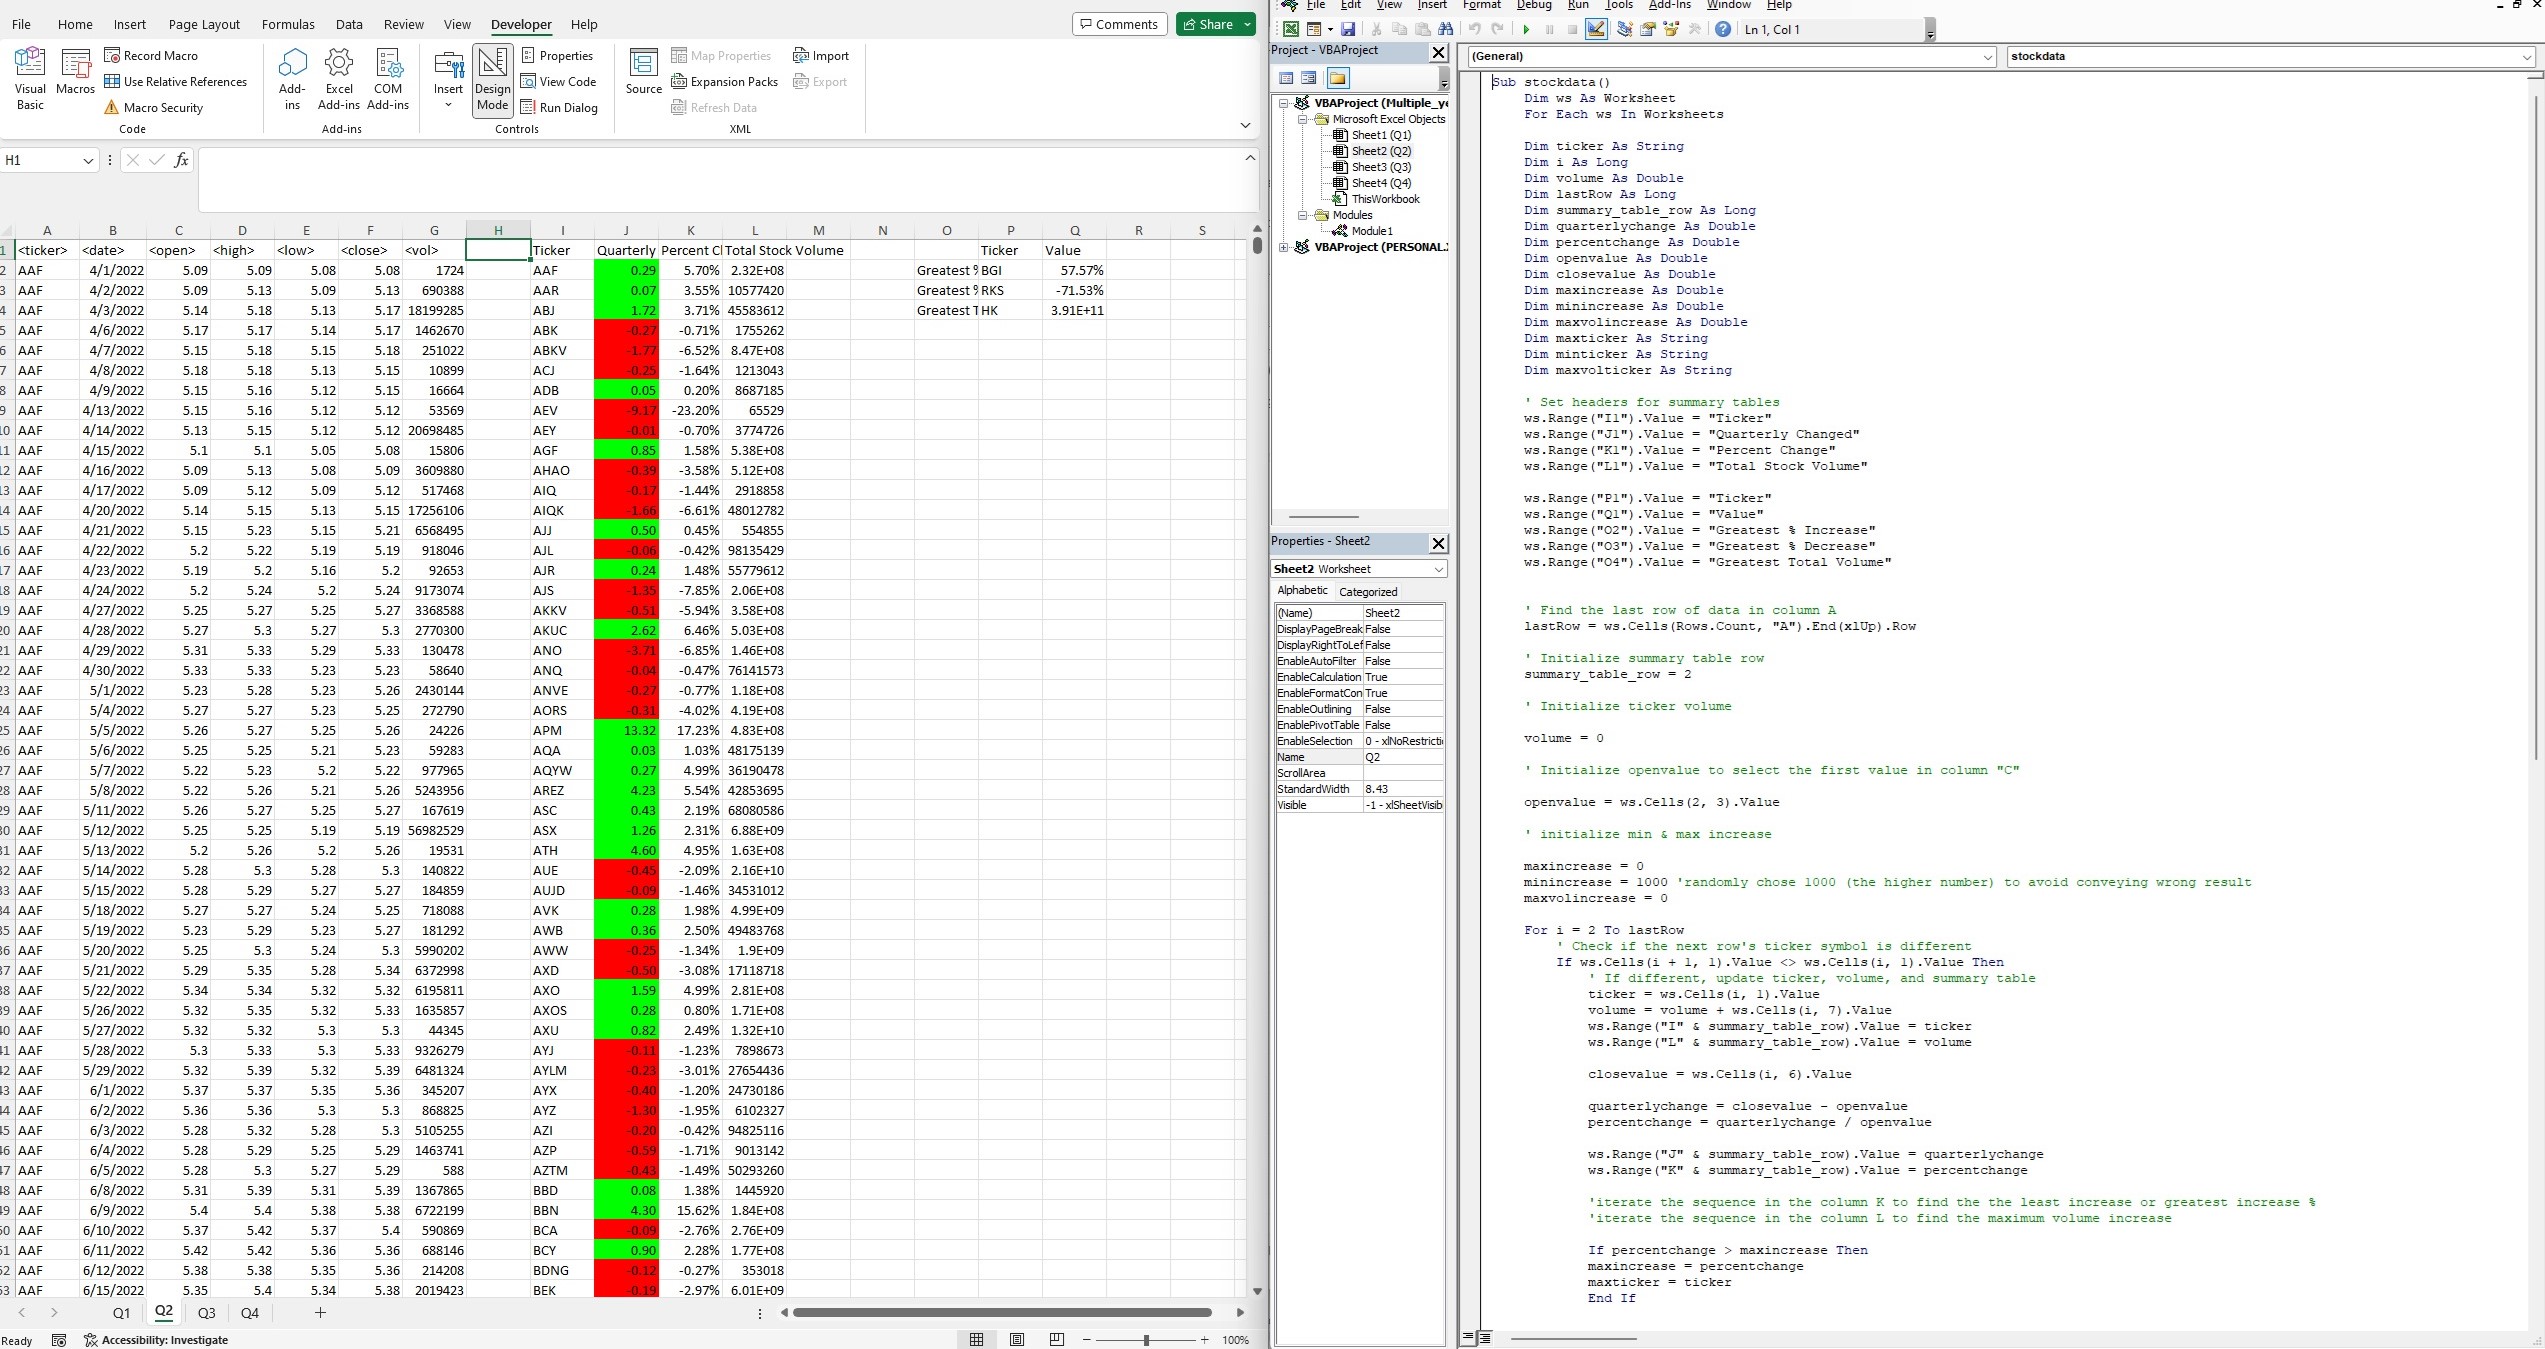 File Home Insert Page Layout Formulas Data Review View Developer Help Comments Share
Visual Basic Macros Record Macro Use Relative References Macro Security Code
Add-ins Excel Add-ins COM Add-ins Add-ins
Insert Design Mode Properties View Code Run Dialog Controls
Source Map Properties Expansion Packs Refresh Data Import Export XML
H1 fx
A B C D E F G H I J K L M N O P Q R S
1 <ticker> <date> <open> <high> <low> <close> <vol> Ticker Quarterly Percent C Total Stock Volume Ticker Value
2 AAF 4/1/2022 5.09 5.09 5.08 5.08 1724 AAF 0.29 5.70% 2.32E+08 Greatest % BGI 57.57%
3 AAF 4/2/2022 5.09 5.13 5.09 5.13 690388 AAR 0.07 3.55% 10577420 Greatest % RKS -71.53%
4 AAF 4/3/2022 5.14 5.18 5.13 5.17 18199285 ABJ 1.72 3.71% 45583612 Greatest T HK 3.91E+11
5 AAF 4/6/2022 5.17 5.17 5.14 5.17 1462670 ABK -0.27 -0.71% 1755262
6 AAF 4/7/2022 5.15 5.18 5.15 5.18 251022 ABKV -1.77 -6.52% 8.47E+08
7 AAF 4/8/2022 5.18 5.18 5.13 5.15 10899 ACJ -0.25 -1.64% 1213043
8 AAF 4/9/2022 5.15 5.16 5.12 5.15 16664 ADB 0.05 0.20% 8687185
9 AAF 4/13/2022 5.15 5.16 5.12 5.12 53569 AEV -9.17 -23.20% 65529
10 AAF 4/14/2022 5.13 5.15 5.12 5.12 20698485 AEY -0.01 -0.70% 3774726
11 AAF 4/15/2022 5.1 5.1 5.05 5.08 15806 AGF 0.85 1.58% 5.38E+08
12 AAF 4/16/2022 5.09 5.13 5.08 5.09 3609880 AHAO -0.39 -3.58% 5.12E+08
13 AAF 4/17/2022 5.09 5.12 5.09 5.12 517468 AIQ -0.17 -1.44% 2918858
14 AAF 4/20/2022 5.14 5.15 5.13 5.15 17256106 AIQK -1.66 -6.61% 48012782
15 AAF 4/21/2022 5.15 5.23 5.15 5.21 6568495 AJJ 0.50 0.45% 554855
16 AAF 4/22/2022 5.2 5.22 5.19 5.19 918046 AJL -0.06 -0.42% 98135429
17 AAF 4/23/2022 5.19 5.2 5.16 5.2 92653 AJR 0.24 1.48% 55779612
18 AAF 4/24/2022 5.2 5.24 5.2 5.24 9173074 AJS -1.35 -7.85% 2.06E+08
19 AAF 4/27/2022 5.25 5.27 5.25 5.27 3368588 AKKV -0.51 -5.94% 3.58E+08
20 AAF 4/28/2022 5.27 5.3 5.27 5.3 2770300 AKUC 2.62 6.46% 5.03E+08
21 AAF 4/29/2022 5.31 5.33 5.29 5.33 130478 ANO -3.71 -6.85% 1.46E+08
22 AAF 4/30/2022 5.33 5.33 5.23 5.23 58640 ANQ -0.04 -0.47% 76141573
23 AAF 5/1/2022 5.23 5.28 5.23 5.26 2430144 ANVE -0.27 -0.77% 1.18E+08
24 AAF 5/4/2022 5.27 5.27 5.23 5.25 272790 AORS -0.31 -4.02% 4.19E+08
25 AAF 5/5/2022 5.26 5.27 5.25 5.26 24226 APM 13.32 17.23% 4.83E+08
26 AAF 5/6/2022 5.25 5.25 5.21 5.23 59283 AQA 0.03 1.03% 48175139
27 AAF 5/7/2022 5.22 5.23 5.2 5.22 977965 AQYW 0.27 4.99% 36190478
28 AAF 5/8/2022 5.22 5.26 5.21 5.26 5243956 AREZ 4.23 5.54% 42853695
29 AAF 5/11/2022 5.26 5.27 5.25 5.27 167619 ASC 0.43 2.19% 68080586
30 AAF 5/12/2022 5.25 5.25 5.19 5.19 56982529 ASX 1.26 2.31% 6.88E+09
31 AAF 5/13/2022 5.2 5.26 5.2 5.26 19531 ATH 4.60 4.95% 1.63E+08
32 AAF 5/14/2022 5.28 5.3 5.28 5.3 140822 AUE -0.45 -2.09% 2.16E+10
33 AAF 5/15/2022 5.28 5.29 5.27 5.27 184859 AUJD -0.09 -1.46% 34531012
34 AAF 5/18/2022 5.27 5.27 5.24 5.25 718088 AVK 0.28 1.98% 4.99E+09
35 AAF 5/19/2022 5.23 5.29 5.23 5.27 181292 AWB 0.36 2.50% 49483768
36 AAF 5/20/2022 5.25 5.3 5.24 5.3 5990202 AWW -0.25 -1.34% 1.9E+09
37 AAF 5/21/2022 5.29 5.35 5.28 5.34 6372998 AXD -0.50 -3.08% 17118718
38 AAF 5/22/2022 5.34 5.34 5.32 5.32 6195811 AXO 1.59 4.99% 2.81E+08
39 AAF 5/26/2022 5.32 5.35 5.32 5.33 1635857 AXOS 0.28 0.80% 1.71E+08
40 AAF 5/27/2022 5.32 5.32 5.3 5.3 44345 AXU 0.82 2.49% 1.32E+10
41 AAF 5/28/2022 5.3 5.33 5.3 5.33 9326279 AYJ -0.11 -1.23% 7898673
42 AAF 5/29/2022 5.32 5.39 5.32 5.39 6481324 AYLM -0.23 -3.01% 27654436
43 AAF 6/1/2022 5.37 5.37 5.35 5.36 345207 AYX -0.40 -1.20% 24730186
44 AAF 6/2/2022 5.36 5.36 5.3 5.3 868825 AYZ -1.30 -1.95% 6102327
45 AAF 6/3/2022 5.28 5.32 5.28 5.3 5105255 AZI -0.20 -0.42% 94825116
46 AAF 6/4/2022 5.28 5.29 5.25 5.29 1463741 AZP -0.59 -1.71% 9013142
47 AAF 6/5/2022 5.28 5.3 5.27 5.29 588 AZTM -0.43 -1.49% 50293260
48 AAF 6/8/2022 5.31 5.39 5.31 5.39 1367865 BBD 0.08 1.38% 1445920
49 AAF 6/9/2022 5.4 5.4 5.38 5.38 6722199 BBN 4.30 15.62% 1.84E+08
50 AAF 6/10/2022 5.37 5.42 5.37 5.4 590869 BCA -0.09 -2.76% 2.76E+09
51 AAF 6/11/2022 5.42 5.42 5.36 5.36 688146 BCY 0.90 2.28% 1.77E+08
52 AAF 6/12/2022 5.38 5.38 5.35 5.36 214208 BDNG -0.12 -0.27% 353018
53 AAF 6/15/2022 5.35 5.4 5.34 5.38 2019423 BEK -0.19 -2.97% 6.01E+09
Q1 Q2 Q3 Q4 +
Ready Accessibility: Investigate 100%
File Edit View Insert Format Debug Run Tools Add-Ins Window Help
Ln 1, Col 1
Project - VBAProject
VBAProject (Multiple_ye
Microsoft Excel Objects
Sheet1 (Q1)
Sheet2 (Q2)
Sheet3 (Q3)
Sheet4 (Q4)
ThisWorkbook
Modules
Module1
VBAProject (PERSONAL.
Properties - Sheet2
Sheet2 Worksheet
Alphabetic Categorized
(Name) Sheet2
DisplayPageBreak False
DisplayRightToLef False
EnableAutoFilter False
EnableCalculation True
EnableFormatCon True
EnableOutlining False
EnablePivotTable False
EnableSelection 0 - xlNoRestricti
Name Q2
ScrollArea
StandardWidth 8.43
Visible -1 - xlSheetVisib
(General) stockdata
Sub stockdata()
Dim ws As Worksheet
For Each ws In Worksheets
Dim ticker As String
Dim i As Long
Dim volume As Double
Dim lastRow As Long
Dim summary_table_row As Long
Dim quarterlychange As Double
Dim percentchange As Double
Dim openvalue As Double
Dim closevalue As Double
Dim maxincrease As Double
Dim minincrease As Double
Dim maxvolincrease As Double
Dim maxticker As String
Dim minticker As String
Dim maxvolticker As String
' Set headers for summary tables
ws.Range("I1").Value = "Ticker"
ws.Range("J1").Value = "Quarterly Changed"
ws.Range("K1").Value = "Percent Change"
ws.Range("L1").Value = "Total Stock Volume"
ws.Range("P1").Value = "Ticker"
ws.Range("Q1").Value = "Value"
ws.Range("O2").Value = "Greatest % Increase"
ws.Range("O3").Value = "Greatest % Decrease"
ws.Range("O4").Value = "Greatest Total Volume"
' Find the last row of data in column A
lastRow = ws.Cells(Rows.Count, "A").End(xlUp).Row
' Initialize summary table row
summary_table_row = 2
' Initialize ticker volume
volume = 0
' Initialize openvalue to select the first value in column "C"
openvalue = ws.Cells(2, 3).Value
' initialize min & max increase
maxincrease = 0
minincrease = 1000 'randomly chose 1000 (the higher number) to avoid conveying wrong result
maxvolincrease = 0
For i = 2 To lastRow
' Check if the next row's ticker symbol is different
If ws.Cells(i + 1, 1).Value <> ws.Cells(i, 1).Value Then
' If different, update ticker, volume, and summary table
ticker = ws.Cells(i, 1).Value
volume = volume + ws.Cells(i, 7).Value
ws.Range("I" & summary_table_row).Value = ticker
ws.Range("L" & summary_table_row).Value = volume
closevalue = ws.Cells(i, 6).Value
quarterlychange = closevalue - openvalue
percentchange = quarterlychange / openvalue
ws.Range("J" & summary_table_row).Value = quarterlychange
ws.Range("K" & summary_table_row).Value = percentchange
'iterate the sequence in the column K to find the the least increase or greatest increase %
'iterate the sequence in the column L to find the maximum volume increase
If percentchange > maxincrease Then
maxincrease = percentchange
maxticker = ticker
End If